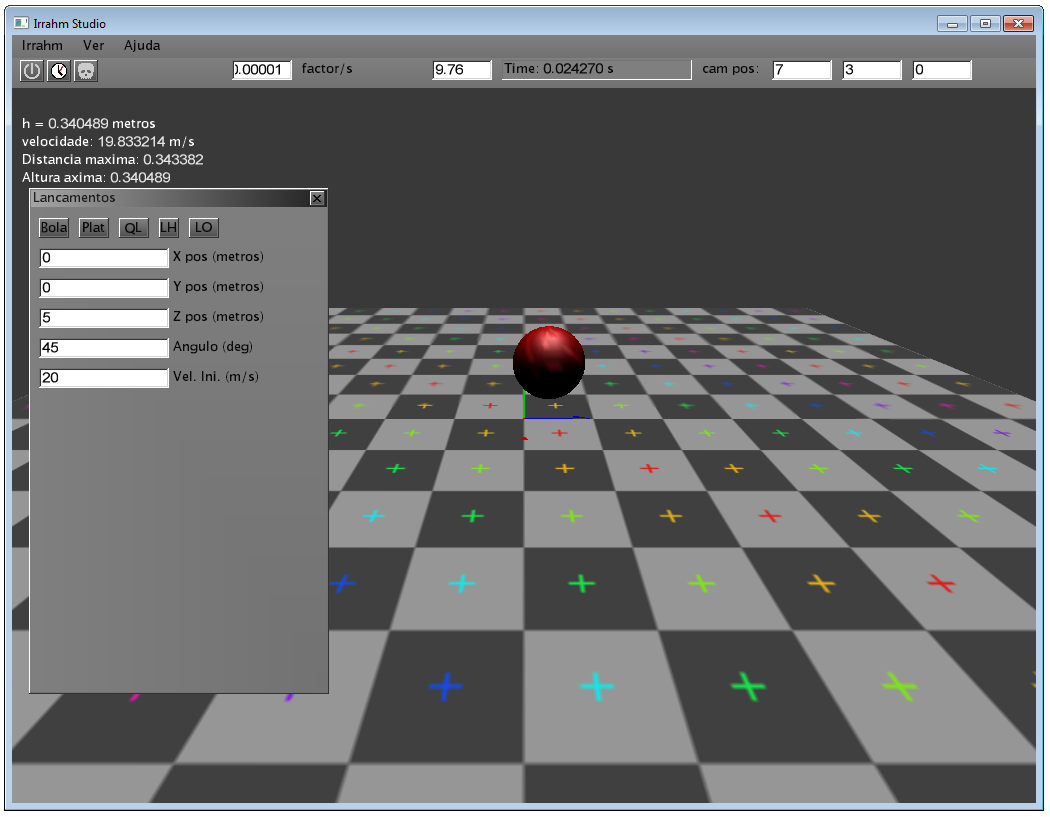 Irrahm Studio
Irrahm Ver Ajuda
0.00001 factor/s 9.76 Time: 0.024270 s cam pos: 7 3 0
h = 0.340489 metros
velocidade: 19.833214 m/s
Distancia maxima: 0.343382
Altura axima: 0.340489
Lancamentos
Bola Plat QL LH LO
0 X pos (metros)
0 Y pos (metros)
5 Z pos (metros)
45 Angulo (deg)
20 Vel. Ini. (m/s)